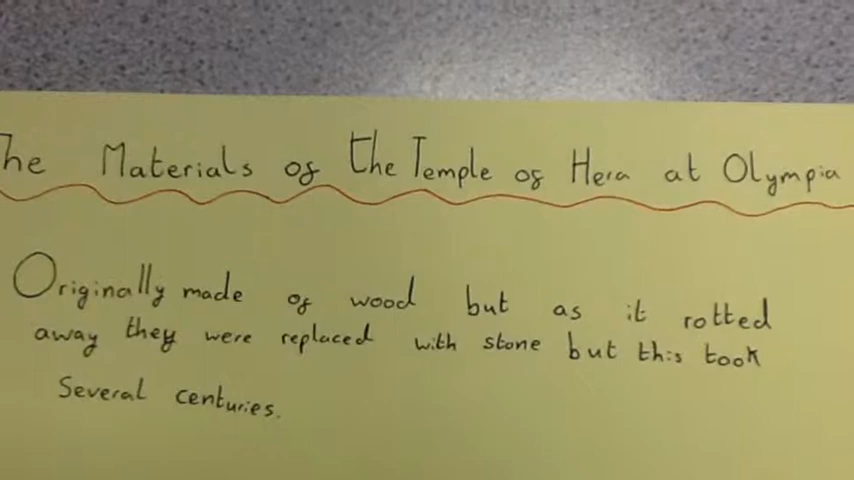 The Materials of the Temple of Hera at Olympia
Originally made of wood but as it rotted
away they were replaced with stone but this took
Several centuries.